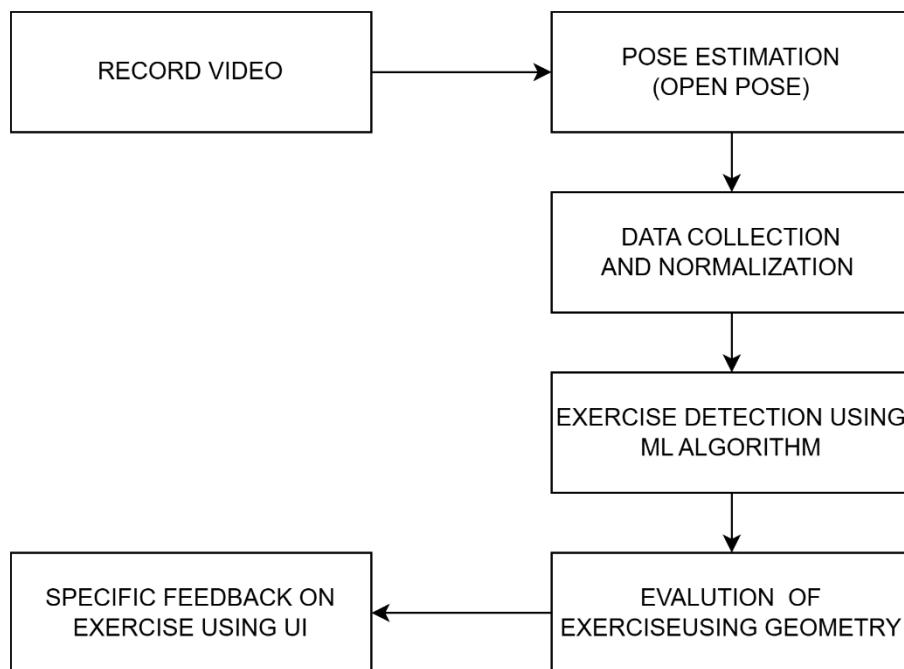 RECORD VIDEO
POSE ESTIMATION
(OPEN POSE)
DATA COLLECTION
AND NORMALIZATION
EXERCISE DETECTION USING
ML ALGORITHM
EVALUTION OF
EXERCISEUSING GEOMETRY
SPECIFIC FEEDBACK ON
EXERCISE USING UI